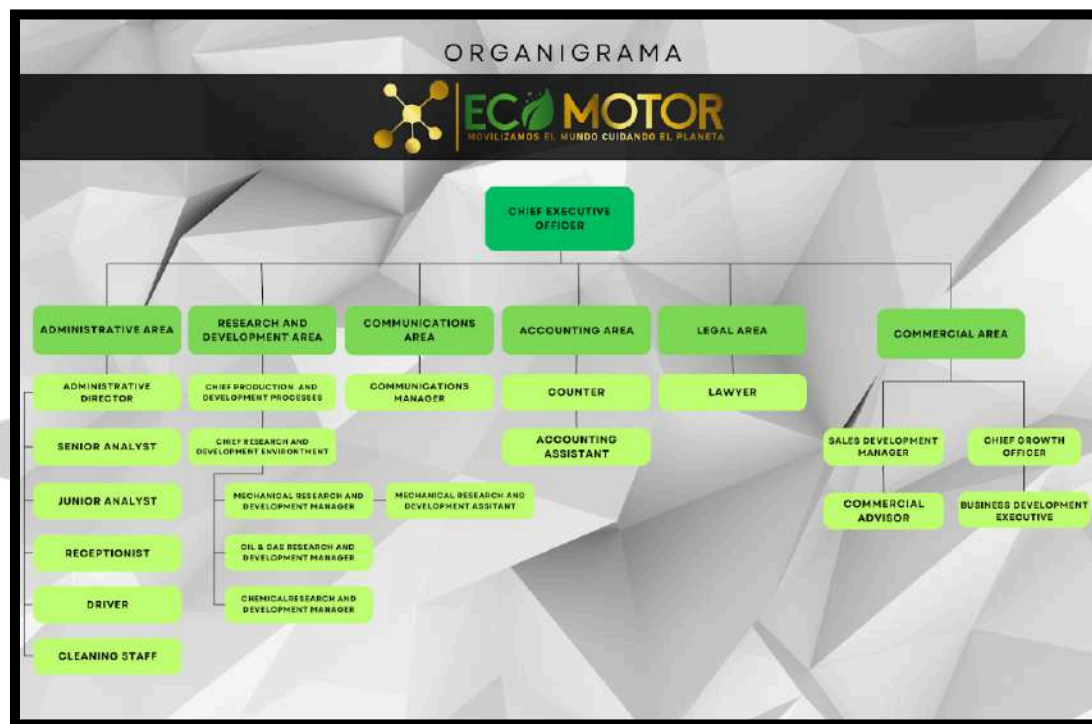 ORGANIGRAMA
ECO MOTOR
MOVILIZAMOS EL MUNDO CUIDANDO EL PLANETA
CHIEF EXECUTIVE
OFFICER
ADMINISTRATIVE AREA
RESEARCH AND
DEVELOPMENT AREA
COMMUNICATIONS
AREA
ACCOUNTING AREA
LEGAL AREA
COMMERCIAL AREA
ADMINISTRATIVE
DIRECTOR
CHIEF PRODUCTION AND
DEVELOPMENT PROCESSES
COMMUNICATIONS
MANAGER
COUNTER
LAWYER
SENIOR ANALYST
CHIEF RESEARCH AND
DEVELOPMENT ENVIRONTMENT
ACCOUNTING
ASSISTANT
SALES DEVELOPMENT
MANAGER
CHIEF GROWTH
OFFICER
JUNIOR ANALYST
MECHANICAL RESEARCH AND
DEVELOPMENT MANAGER
MECHANICAL RESEARCH AND
DEVELOPMENT ASSITANT
COMMERCIAL
ADVISOR
BUSINESS DEVELOPMENT
EXECUTIVE
RECEPTIONIST
OIL & GAS RESEARCH AND
DEVELOPMENT MANAGER
DRIVER
CHEMICALRESEARCH AND
DEVELOPMENT MANAGER
CLEANING STAFF